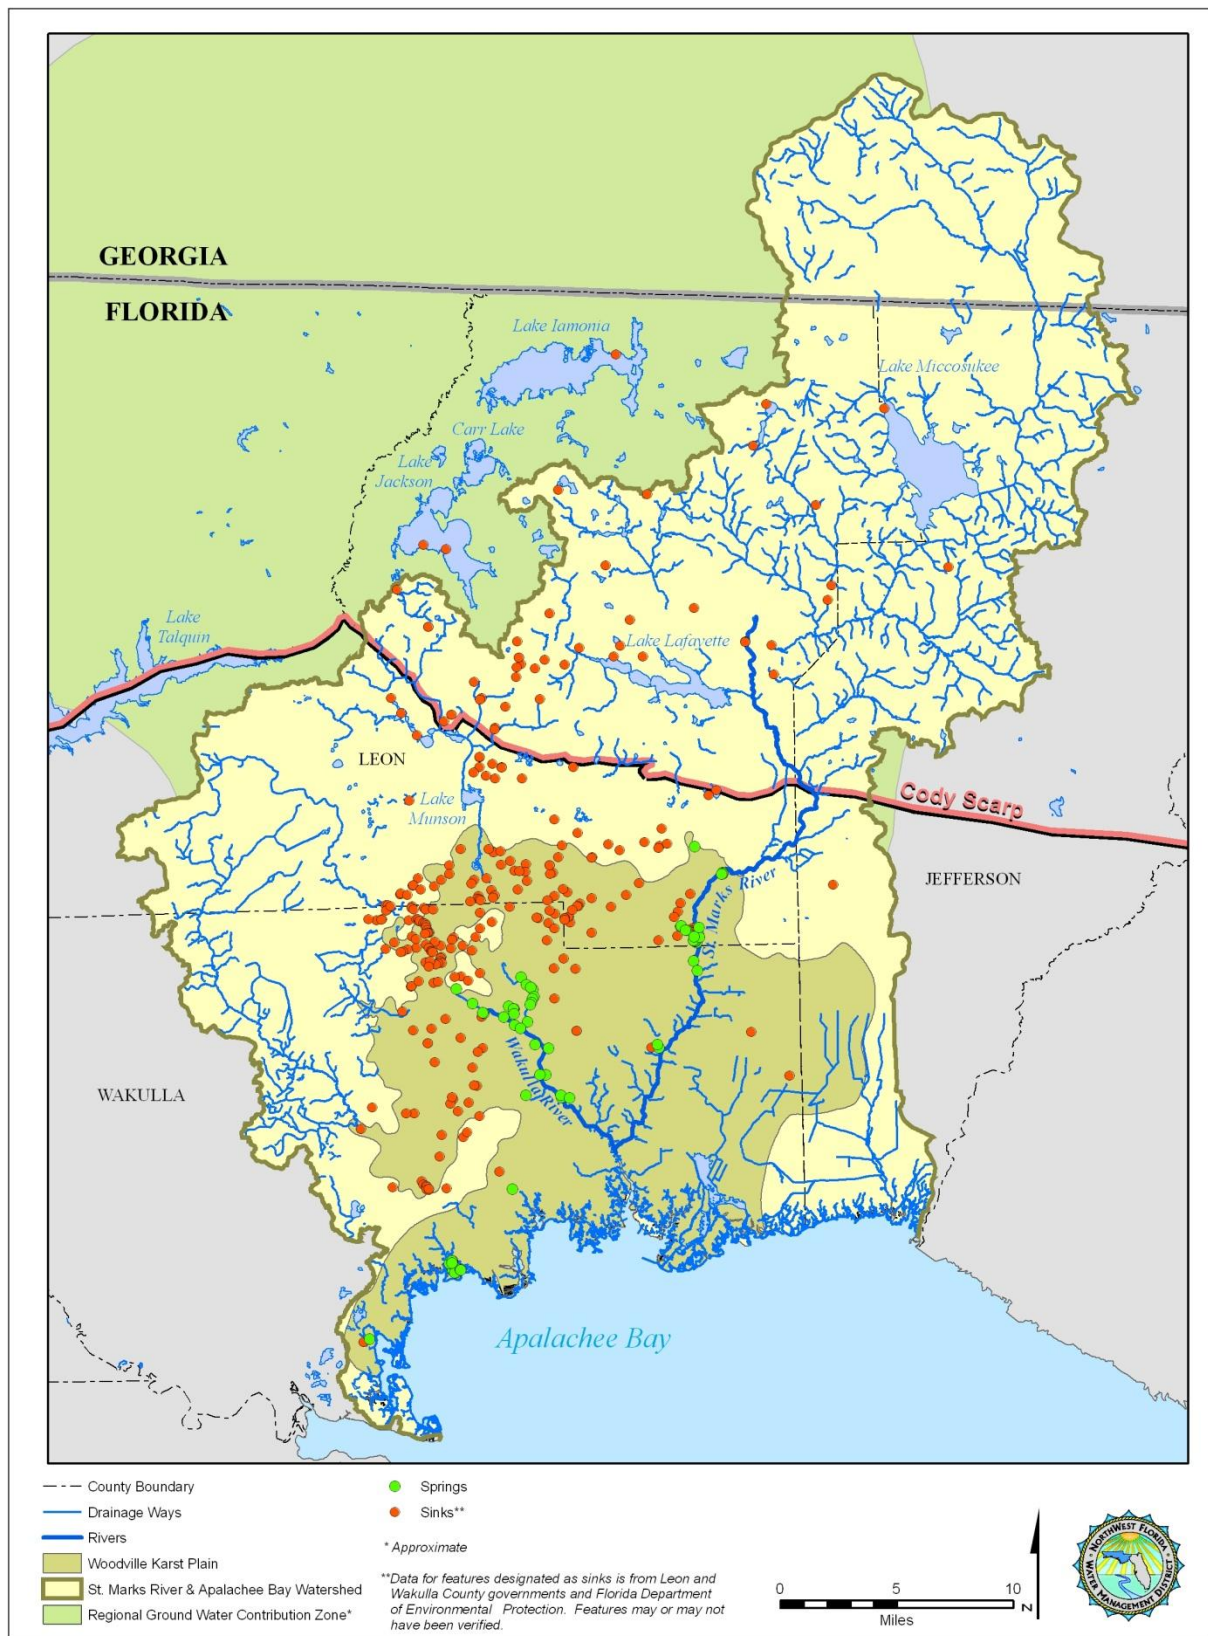 GEORGIA
FLORIDA
Lake Iamonia
Lake Miccosukee
Carr Lake
Lake
Jackson
Lake
Talquin
Lake Lafayette
LEON
Cody Scarp
Lake
Munson
JEFFERSON
St. Marks River
Wakulla River
WAKULLA
Apalachee Bay
County Boundary
Drainage Ways
Rivers
Woodville Karst Plain
St. Marks River & Apalachee Bay Watershed
Regional Ground Water Contribution Zone*
Springs
Sinks**
* Approximate
**Data for features designated as sinks is from Leon and
Wakulla County governments and Florida Department
of Environmental Protection. Features may or may not
have been verified.
0 5 10
Miles
N
NORTHWEST FLORIDA
WATER MANAGEMENT DISTRICT